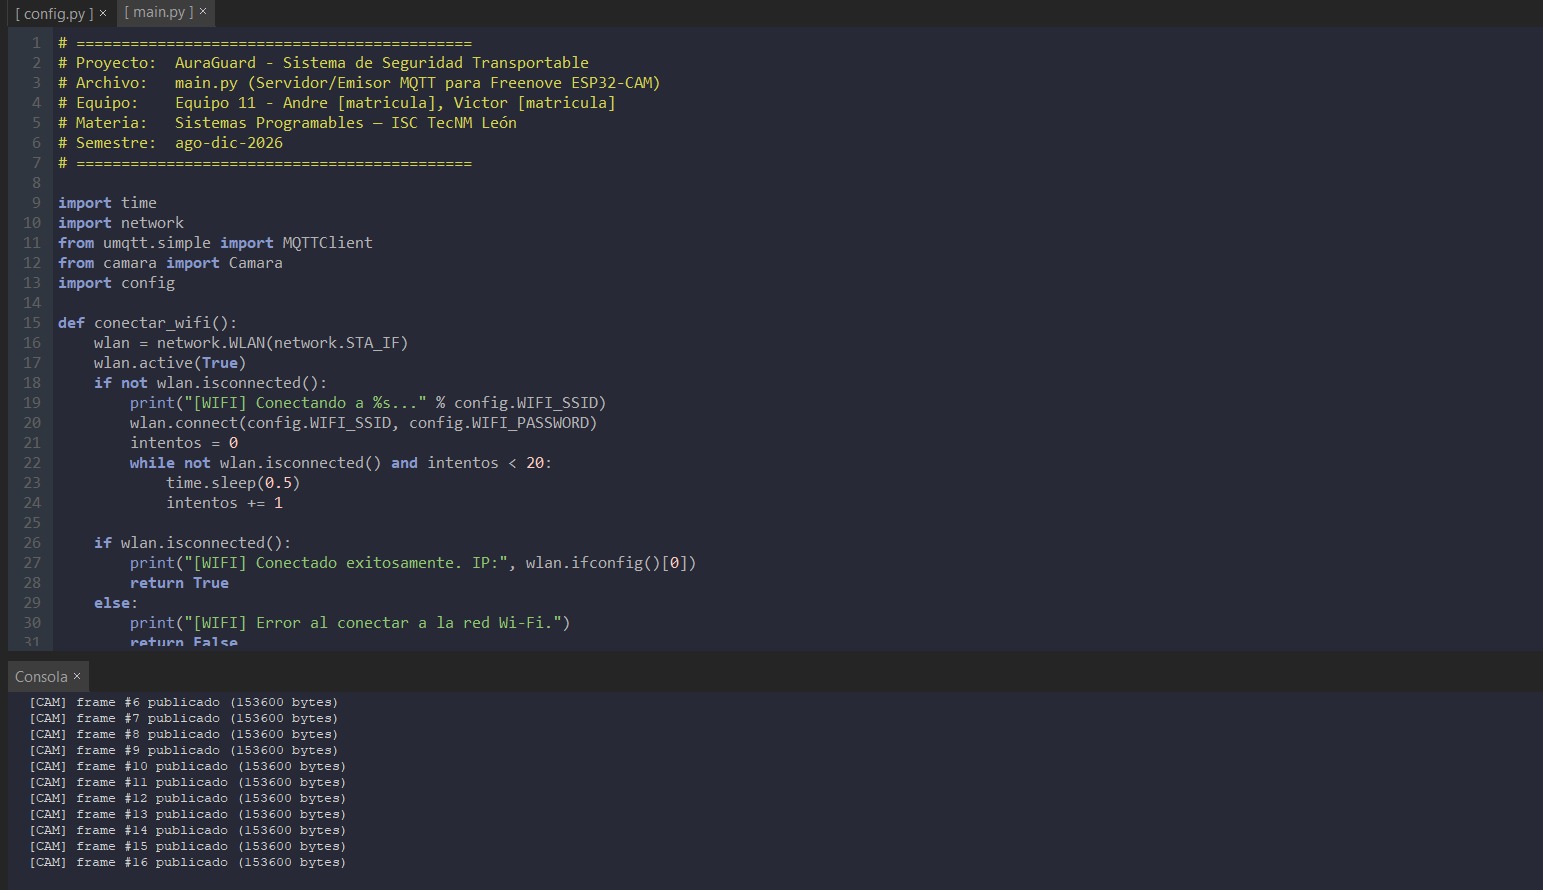 [ config.py ] × [ main.py ] ×
1 # ============================================
2 # Proyecto:  AuraGuard - Sistema de Seguridad Transportable
3 # Archivo:   main.py (Servidor/Emisor MQTT para Freenove ESP32-CAM)
4 # Equipo:    Equipo 11 - Andre [matricula], Victor [matricula]
5 # Materia:   Sistemas Programables — ISC TecNM León
6 # Semestre:  ago-dic-2026
7 # ============================================
8
9 import time
10 import network
11 from umqtt.simple import MQTTClient
12 from camara import Camara
13 import config
14
15 def conectar_wifi():
16     wlan = network.WLAN(network.STA_IF)
17     wlan.active(True)
18     if not wlan.isconnected():
19         print("[WIFI] Conectando a %s..." % config.WIFI_SSID)
20         wlan.connect(config.WIFI_SSID, config.WIFI_PASSWORD)
21         intentos = 0
22         while not wlan.isconnected() and intentos < 20:
23             time.sleep(0.5)
24             intentos += 1
25
26     if wlan.isconnected():
27         print("[WIFI] Conectado exitosamente. IP:", wlan.ifconfig()[0])
28         return True
29     else:
30         print("[WIFI] Error al conectar a la red Wi-Fi.")
31         return False
Consola ×
[CAM] frame #6 publicado (153600 bytes)
[CAM] frame #7 publicado (153600 bytes)
[CAM] frame #8 publicado (153600 bytes)
[CAM] frame #9 publicado (153600 bytes)
[CAM] frame #10 publicado (153600 bytes)
[CAM] frame #11 publicado (153600 bytes)
[CAM] frame #12 publicado (153600 bytes)
[CAM] frame #13 publicado (153600 bytes)
[CAM] frame #14 publicado (153600 bytes)
[CAM] frame #15 publicado (153600 bytes)
[CAM] frame #16 publicado (153600 bytes)